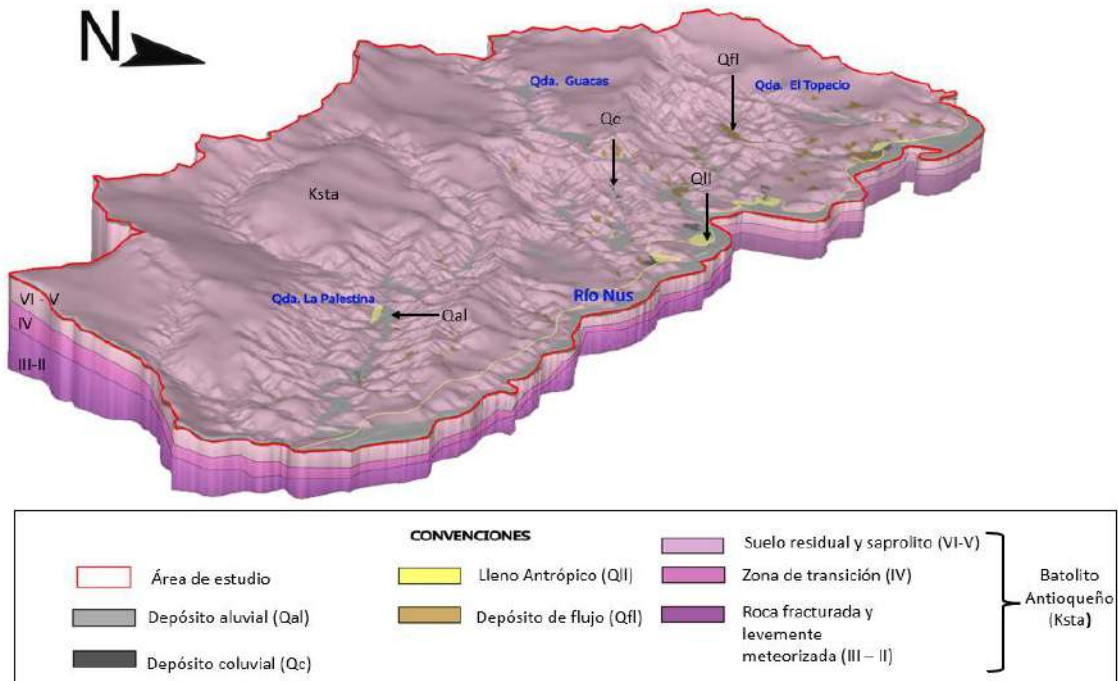 N
Qfl
Qda. Guacas
Qda. El Topacio
Qc
Qll
Ksta
VI - V
IV
III-II
Qda. La Palestina
Qal
Río Nus
CONVENCIONES
Área de estudio
Depósito aluvial (Qal)
Depósito coluvial (Qc)
Lleno Antrópico (Qll)
Depósito de flujo (Qfl)
Suelo residual y saprolito (VI-V)
Zona de transición (IV)
Roca fracturada y
levemente
meteorizada (III – II)
Batolito
Antioqueño
(Ksta)